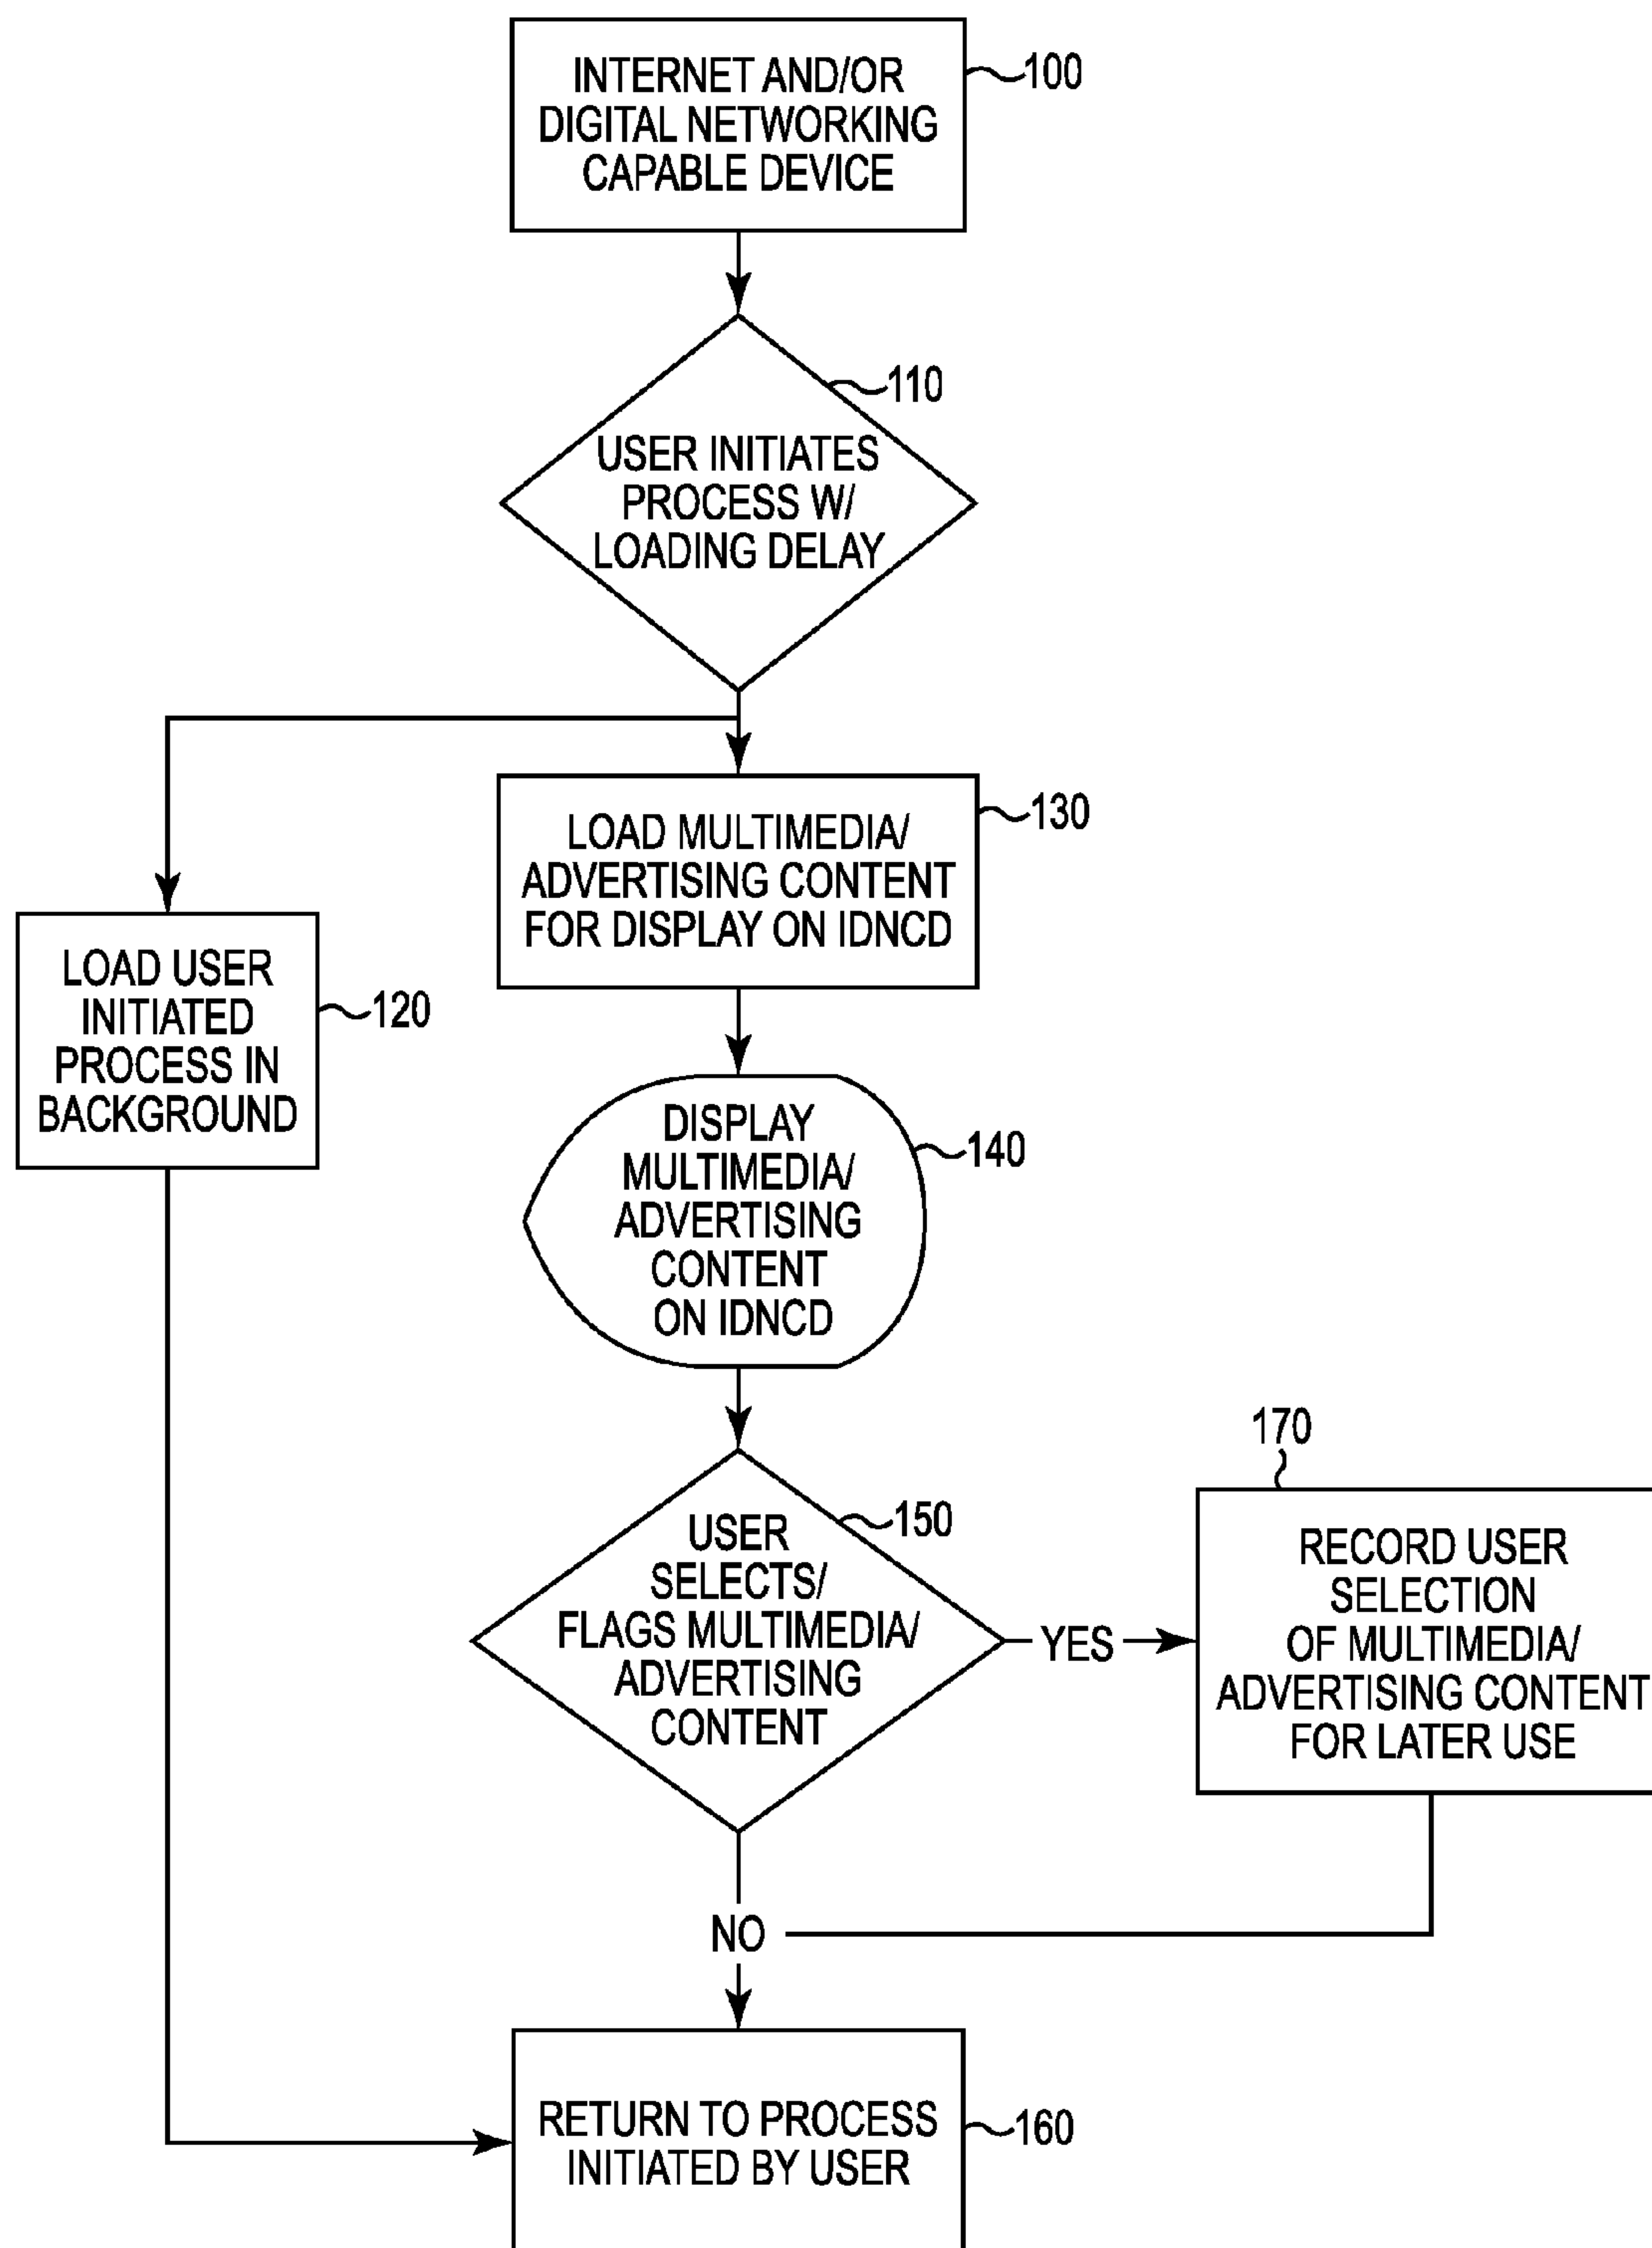 INTERNET AND/OR
DIGITAL NETWORKING
CAPABLE DEVICE
100
110
USER INITIATES
PROCESS W/
LOADING DELAY
130
LOAD MULTIMEDIA/
ADVERTISING CONTENT
FOR DISPLAY ON IDNCD
LOAD USER
INITIATED
PROCESS IN
BACKGROUND
120
DISPLAY
MULTIMEDIA/
ADVERTISING
CONTENT
ON IDNCD
140
150
USER
SELECTS/
FLAGS MULTIMEDIA/
ADVERTISING
CONTENT
YES
170
RECORD USER
SELECTION
OF MULTIMEDIA/
ADVERTISING CONTENT
FOR LATER USE
NO
RETURN TO PROCESS
INITIATED BY USER
160